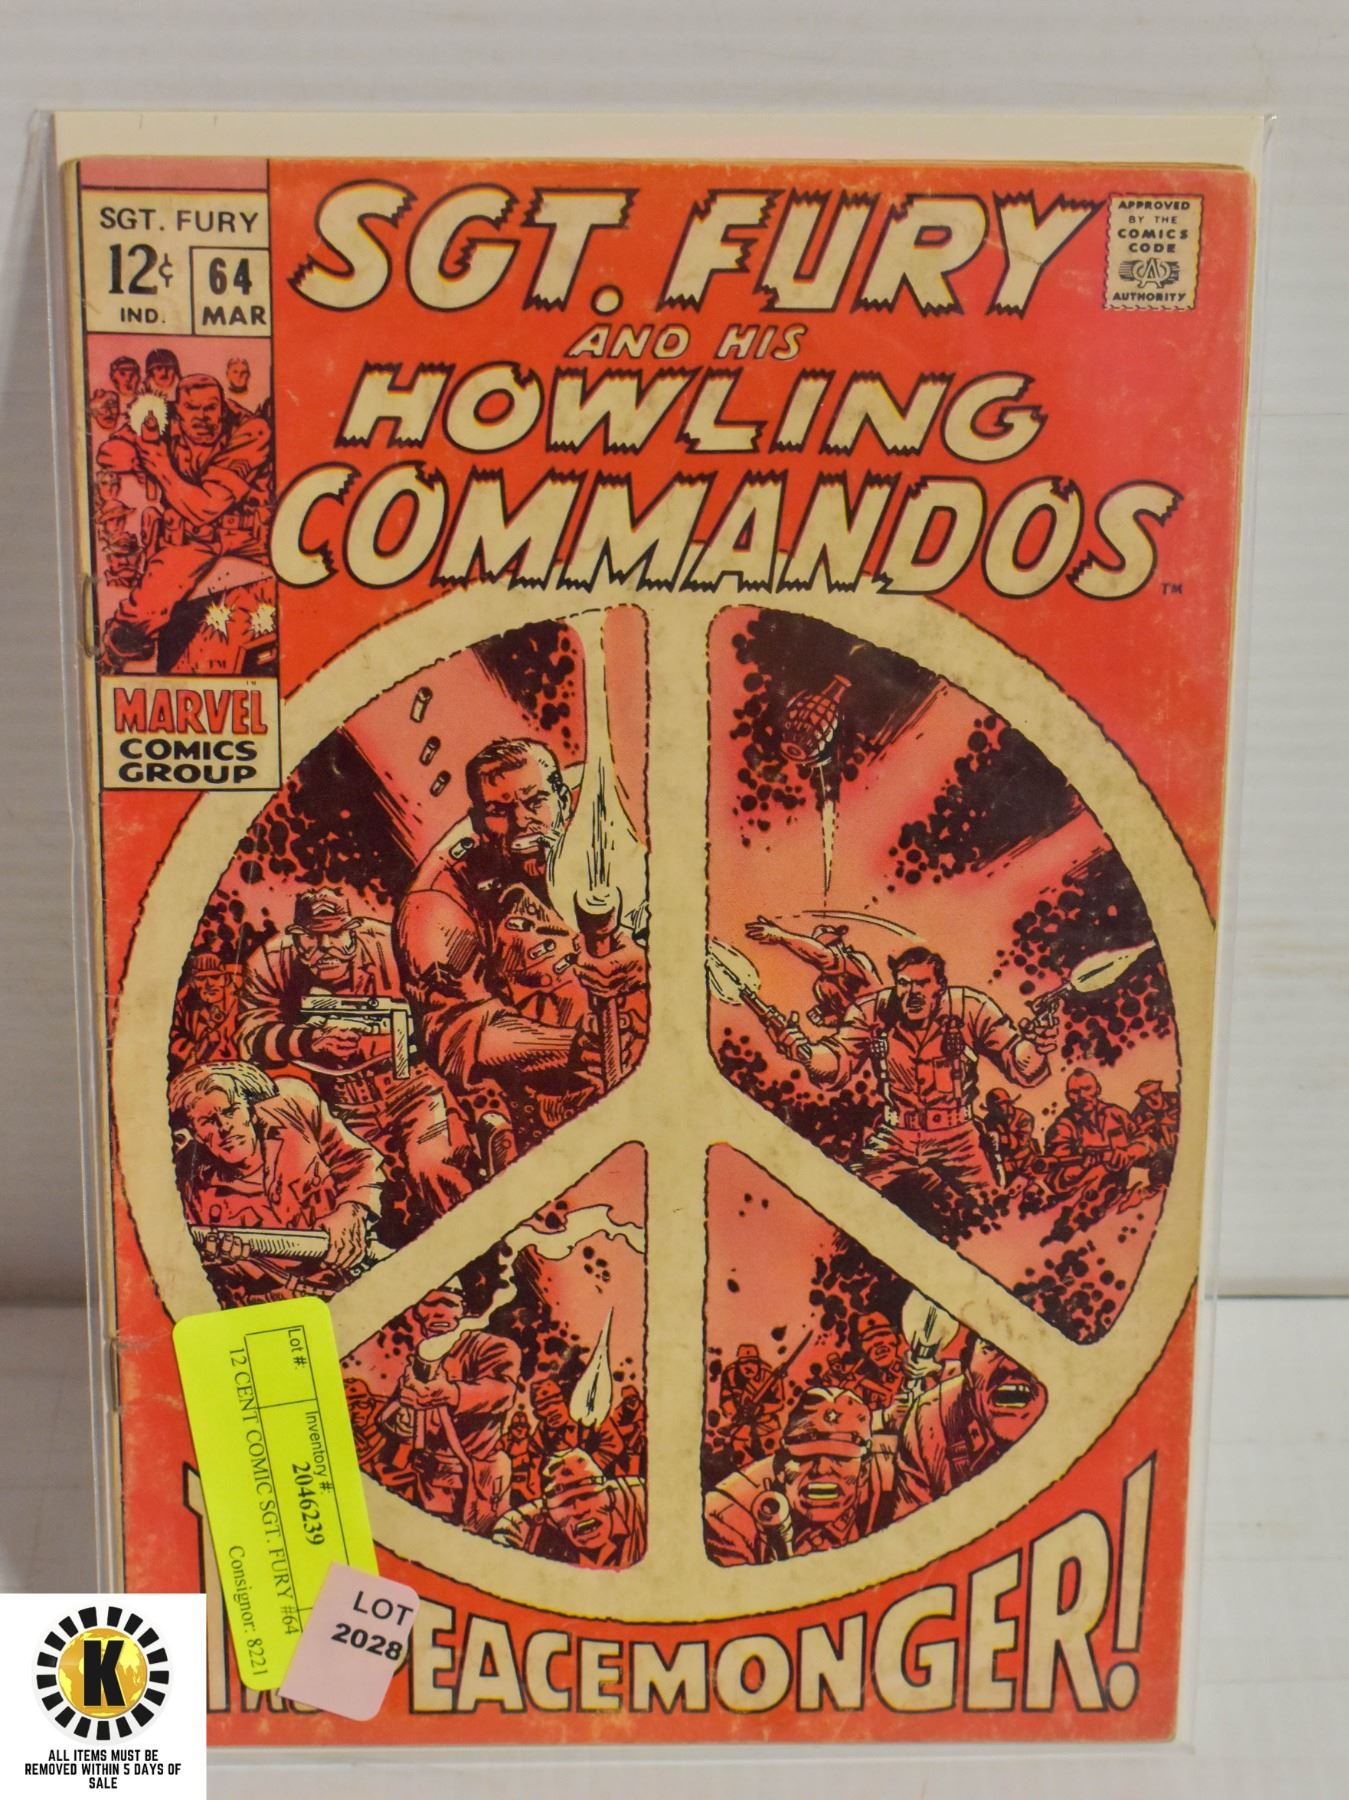 SGT. FURY
12¢
IND.
64
MAR
SGT. FURY
AND HIS
HOWLING
COMMANDOS
TM
APPROVED
BY THE
COMICS
CODE
AUTHORITY
TM
MARVEL
COMICS
GROUP
PEACEMONGER!
Lot #:
Inventory #:
2046239
12 CENT COMIC SGT. FURY #64
Consignor: 8221
LOT
2028
K
ALL ITEMS MUST BE
REMOVED WITHIN 5 DAYS OF
SALE